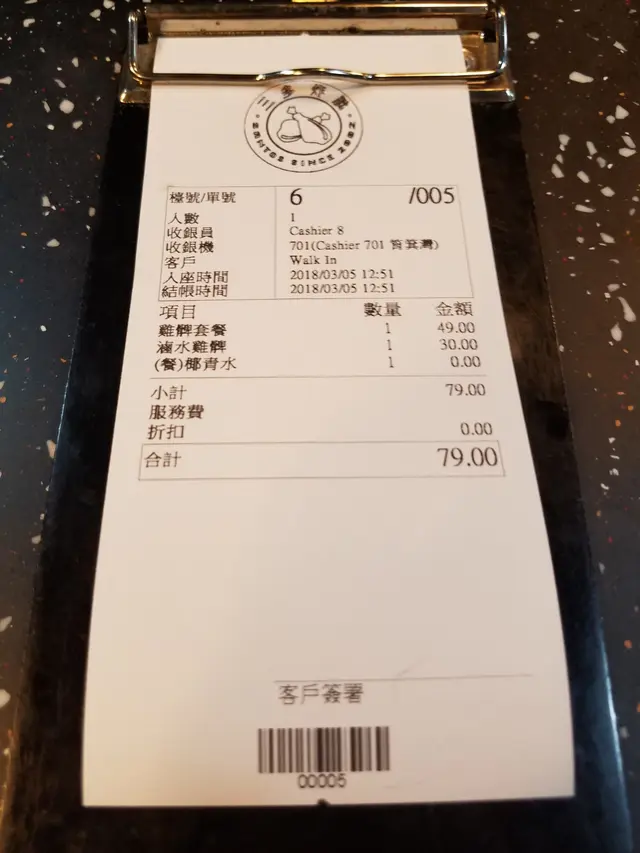 檯號/單號 6 /005
人數 1
收銀員 Cashier 8
收銀機 701(Cashier 701 筲箕灣)
客戶 Walk In
入座時間 2018/03/05 12:51
結帳時間 2018/03/05 12:51
項目 數量 金額
雞髀套餐 1 49.00
滷水雞髀 1 30.00
(餐)椰青水 1 0.00
小計 79.00
服務費
折扣 0.00
合計 79.00
客戶簽署
00005